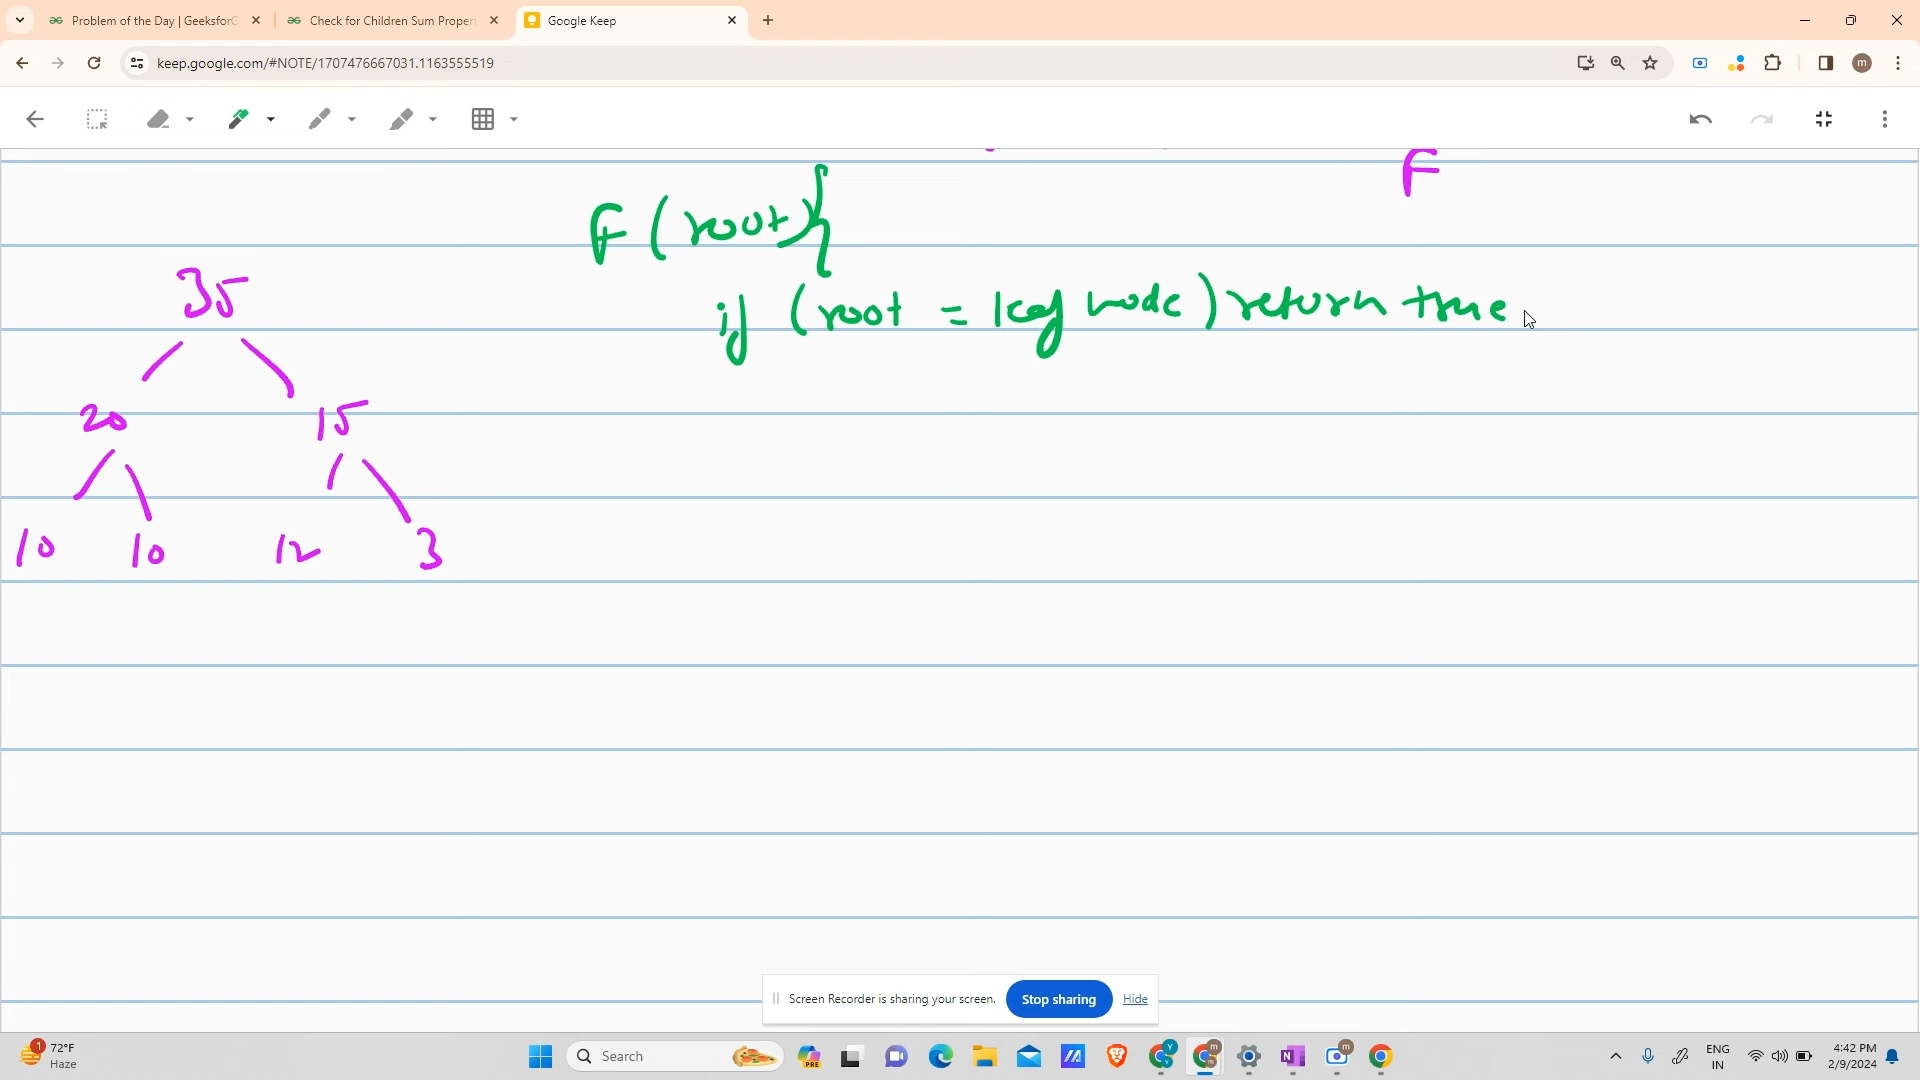 Problem of the Day | GeeksforG
Check for Children Sum Proper
Google Keep
keep.google.com/#NOTE/1707476667031.1163555519
m
F
F (root) {
if (root = leaf node) return true
35
20 15
10 10 12 3
Screen Recorder is sharing your screen. Stop sharing Hide
1
72°F
Haze
Search
PRE
Y
m
m
ENG
IN
4:42 PM
2/9/2024